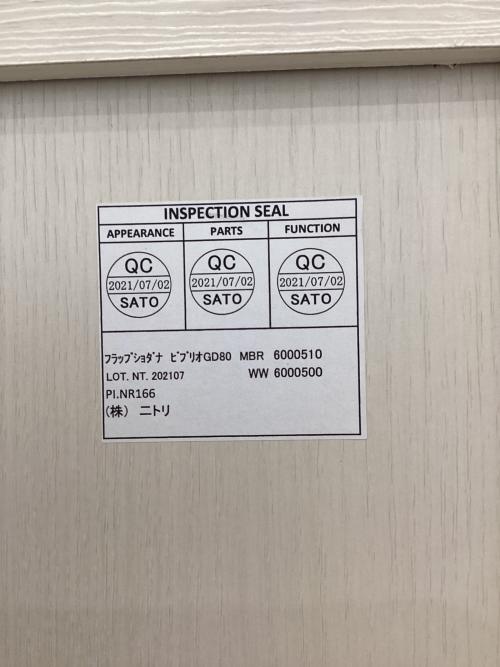 INSPECTION SEAL
APPEARANCE PARTS FUNCTION
QC QC QC
2021/07/02 2021/07/02 2021/07/02
SATO SATO SATO
ﾌﾗｯﾌﾟｼｮﾀﾞﾅ ﾋﾞﾌﾞﾘｵGD80 MBR 6000510
LOT. NT. 202107 WW 6000500
PI.NR166
(株) ニトリ